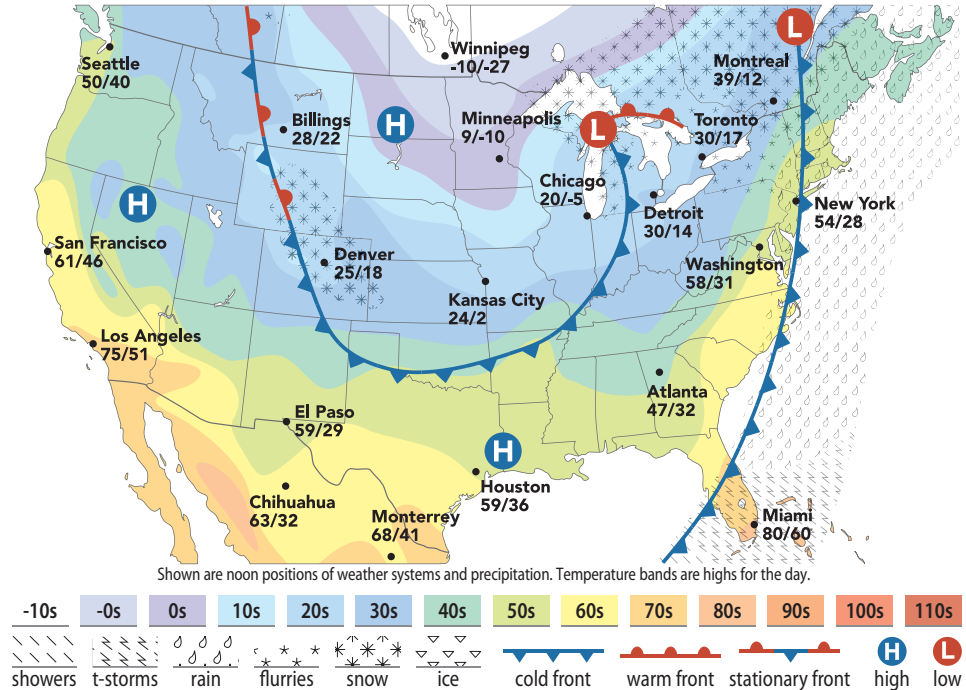 L
Seattle
50/40
Winnipeg
-10/-27
Montreal
39/12
Billings
28/22
H
Minneapolis
9/-10
L
Toronto
30/17
Chicago
20/-5
H
Detroit
30/14
New York
54/28
San Francisco
61/46
Denver
25/18
Washington
58/31
Kansas City
24/2
Los Angeles
75/51
Atlanta
47/32
El Paso
59/29
H
Houston
59/36
Chihuahua
63/32
Monterrey
68/41
Miami
80/60
Shown are noon positions of weather systems and precipitation. Temperature bands are highs for the day.
-10s -0s 0s 10s 20s 30s 40s 50s 60s 70s 80s 90s 100s 110s
H L
showers t-storms rain flurries snow ice cold front warm front stationary front high low